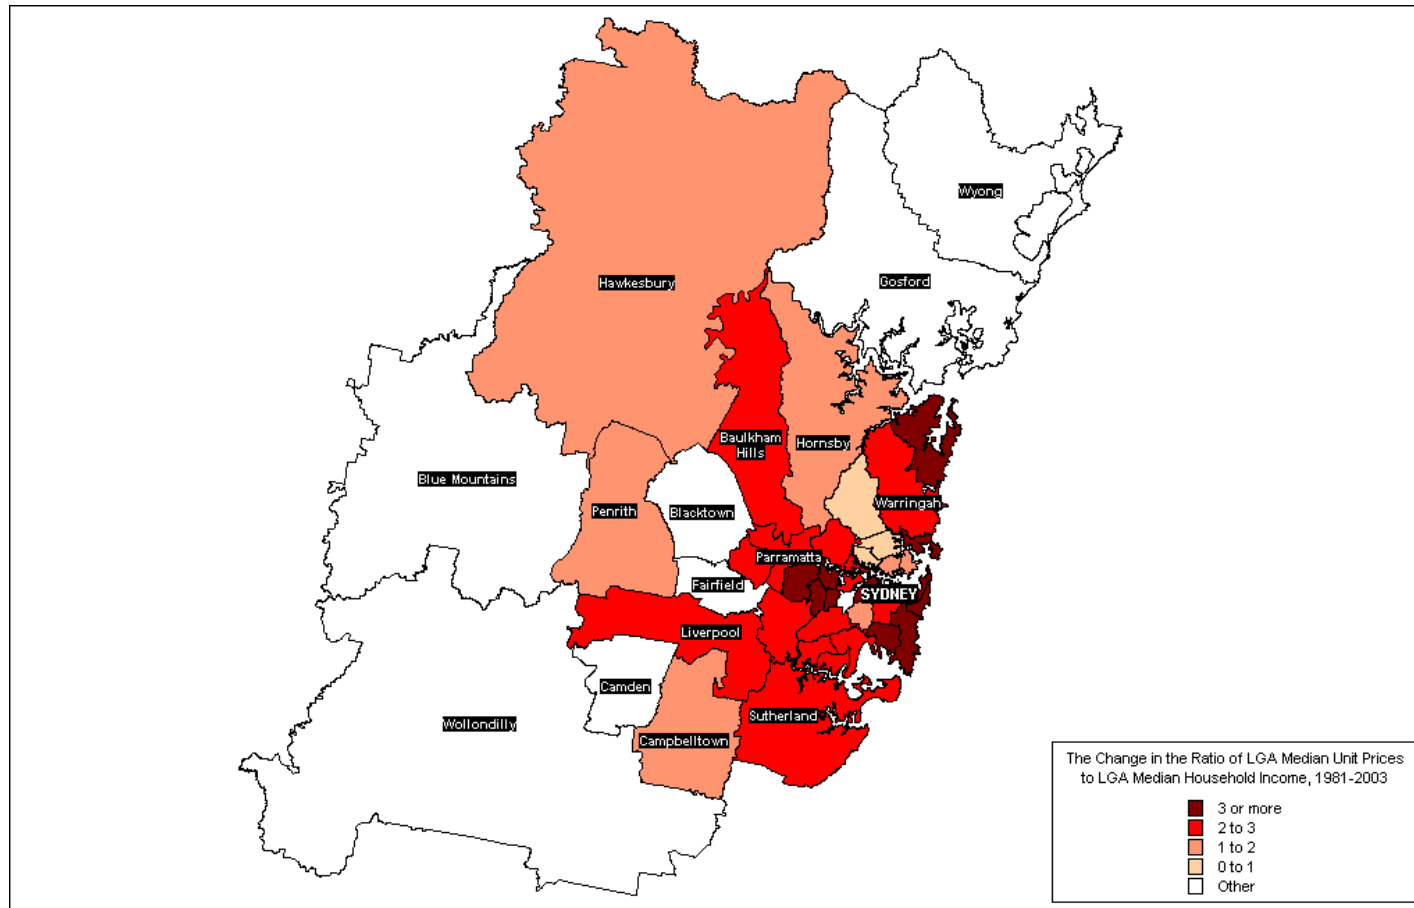 Wyong
Hawkesbury
Gosford
Baulkham
Hills
Hornsby
Blue Mountains
Penrith
Blacktown
Warringah
Parramatta
Fairfield
SYDNEY
Liverpool
Camden
Wollondilly
Sutherland
Campbelltown
The Change in the Ratio of LGA Median Unit Prices
to LGA Median Household Income, 1981-2003
3 or more
2 to 3
1 to 2
0 to 1
Other